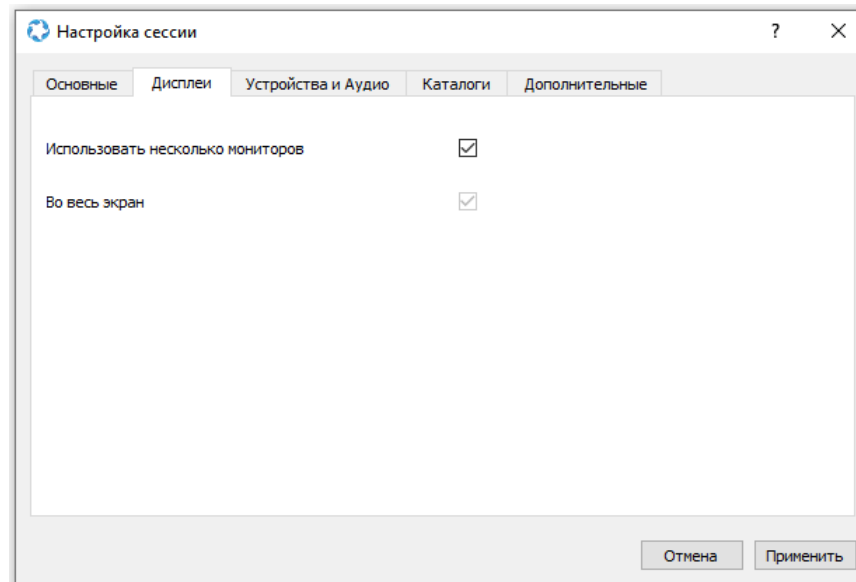 Настройка сессии ?
Основные Дисплеи Устройства и Аудио Каталоги Дополнительные
Использовать несколько мониторов
Во весь экран
Отмена Применить